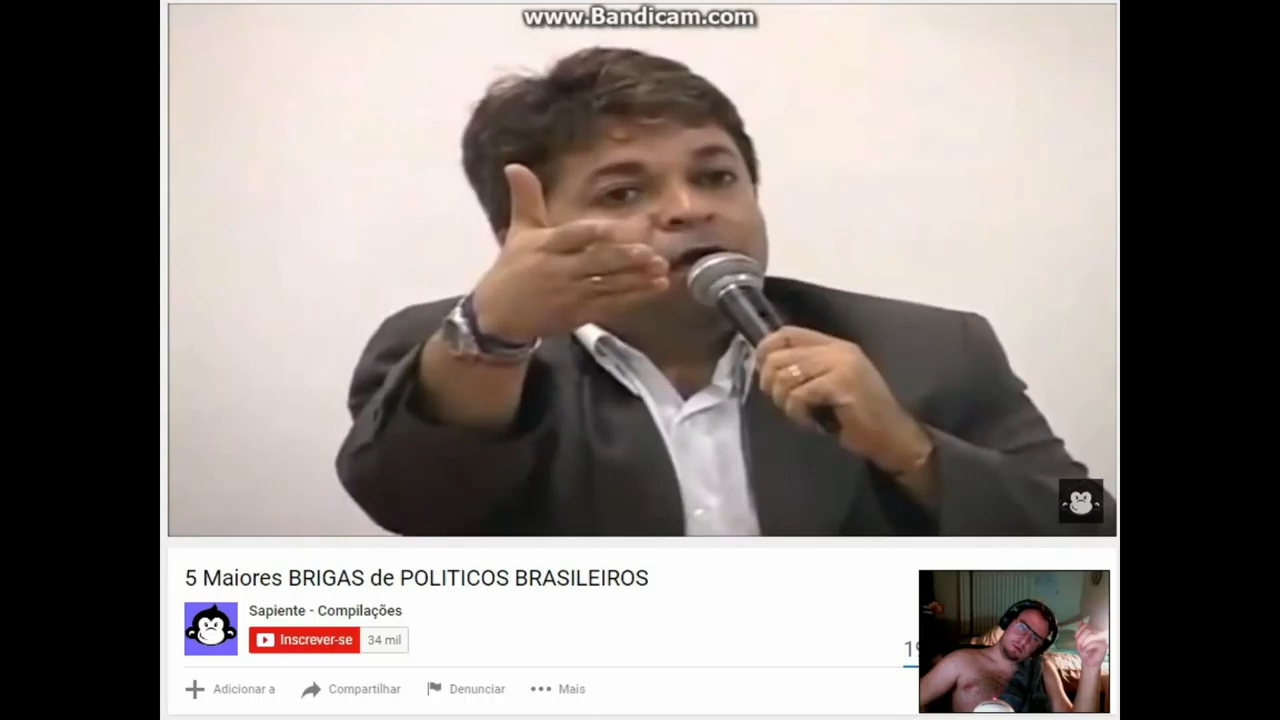 www.Bandicam.com
5 Maiores BRIGAS de POLITICOS BRASILEIROS
Sapiente - Compilações
Inscrever-se 34 mil
Adicionar a Compartilhar Denunciar Mais